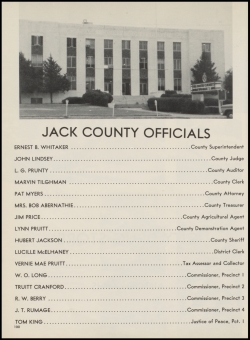 JACK COUNTY OFFICIALS
ERNEST B. WHITAKER County Superintendent
JOHN LINDSEY County Judge
L. G. PRUNTY County Auditor
MARVIN TILGHMAN County Clerk
PAT MYERS County Attorney
MRS. BOB ABERNATHIE County Treasurer
JIM PRICE County Agricultural Agent
LYNN PRUITT County Demonstration Agent
HUBERT JACKSON County Sheriff
LUCILLE McELHANEY District Clerk
VERNIE MAE PRUITT Tax Assessor and Collector
W. O. LONG Commissioner, Precinct 1
TRUITT CRANFORD Commissioner, Precinct 2
R. W. BERRY Commissioner, Precinct 3
J. T. RUMAGE Commissioner, Precinct 4
TOM KING Justice of Peace, Pct. 1